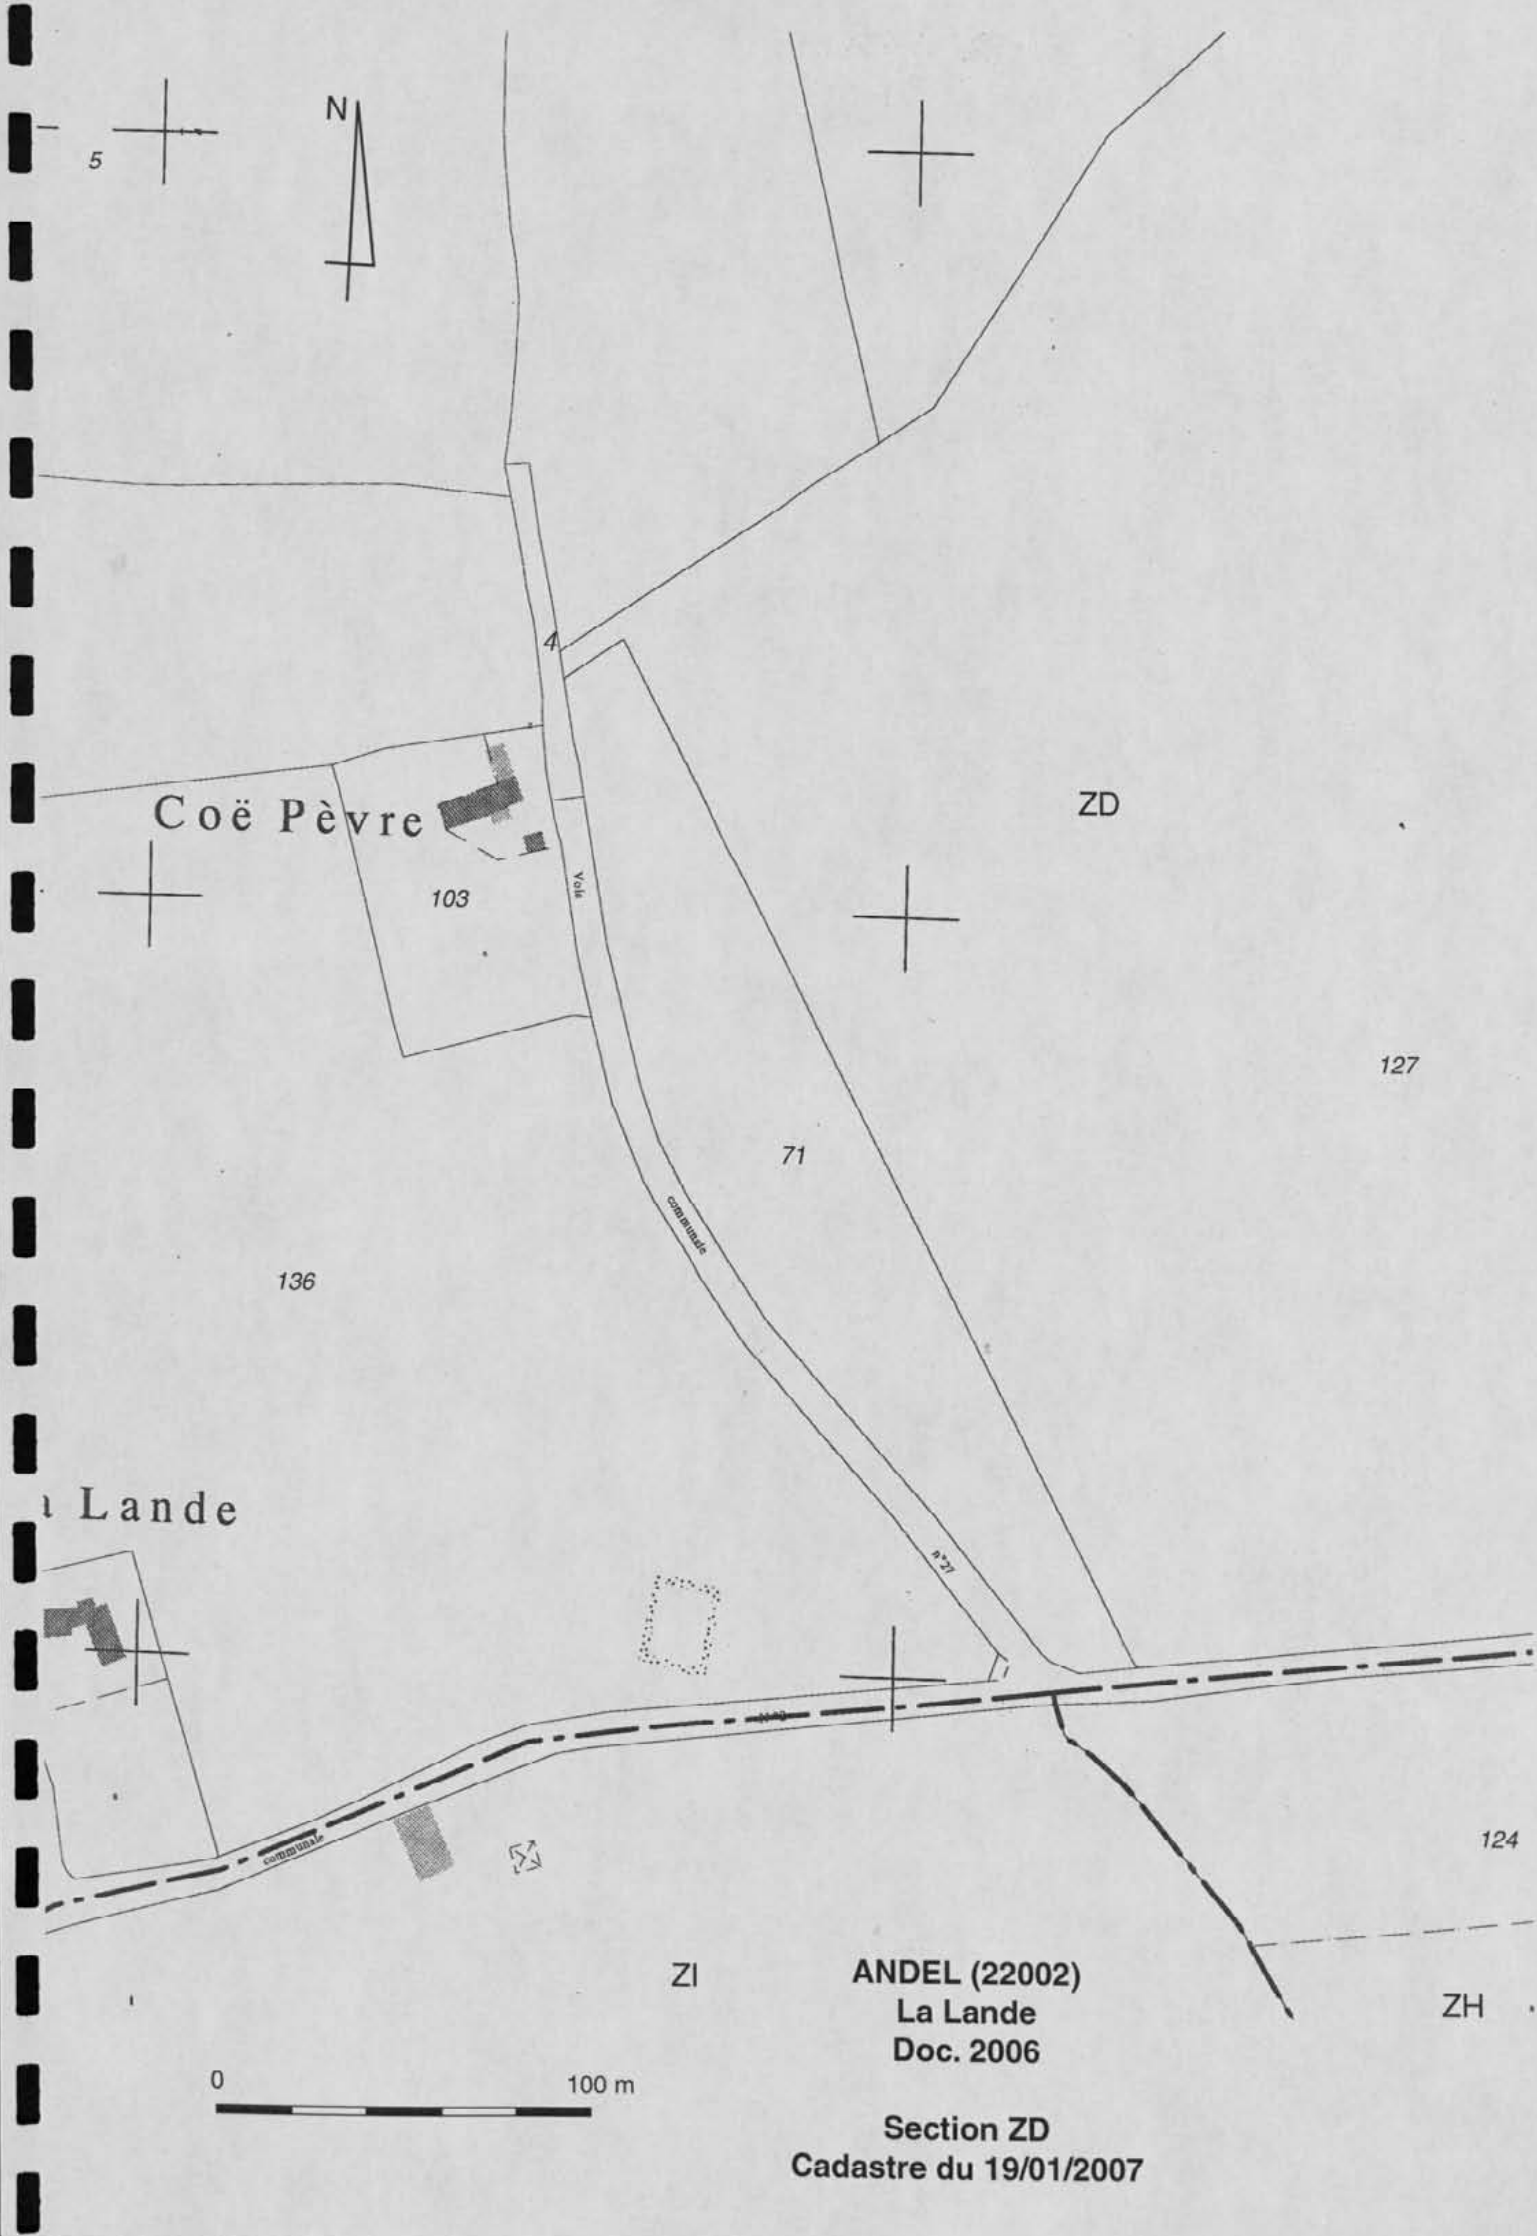 N
5
4
ZD
Coë Pèvre
103
Voie
127
71
communale
136
Lande
n°27
communale
124
ZI
ANDEL (22002)
La Lande
Doc. 2006
ZH
0 100 m
Section ZD
Cadastre du 19/01/2007